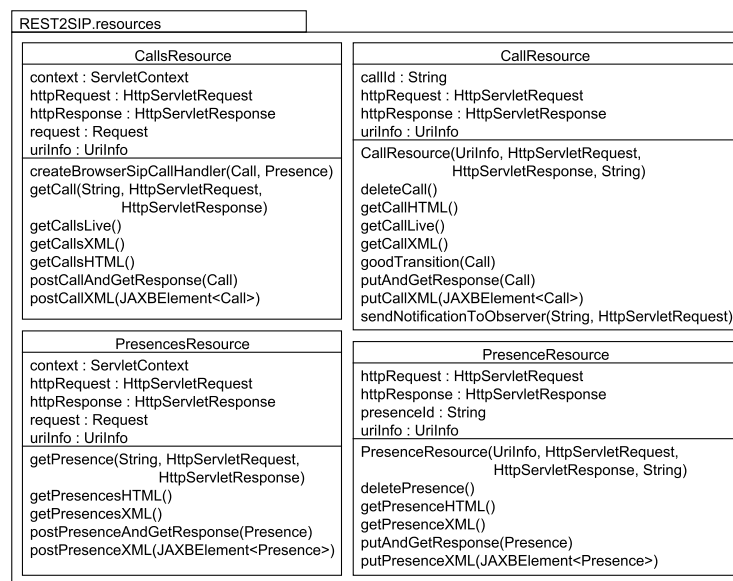 REST2SIP.resources
CallsResource
context : ServletContext
httpRequest : HttpServletRequest
httpResponse : HttpServletResponse
request : Request
uriInfo : UriInfo
createBrowserSipCallHandler(Call, Presence)
getCall(String, HttpServletRequest,
HttpServletResponse)
getCallsLive()
getCallsXML()
getCallsHTML()
postCallAndGetResponse(Call)
postCallXML(JAXBElement<Call>)
CallResource
callId : String
httpRequest : HttpServletRequest
httpResponse : HttpServletResponse
uriInfo : UriInfo
CallResource(UriInfo, HttpServletRequest,
HttpServletResponse, String)
deleteCall()
getCallHTML()
getCallLive()
getCallXML()
goodTransition(Call)
putAndGetResponse(Call)
putCallXML(JAXBElement<Call>)
sendNotificationToObserver(String, HttpServletRequest)
PresencesResource
context : ServletContext
httpRequest : HttpServletRequest
httpResponse : HttpServletResponse
request : Request
uriInfo : UriInfo
getPresence(String, HttpServletRequest,
HttpServletResponse)
getPresencesHTML()
getPresencesXML()
postPresenceAndGetResponse(Presence)
postPresenceXML(JAXBElement<Presence>)
PresenceResource
httpRequest : HttpServletRequest
httpResponse : HttpServletResponse
presenceId : String
uriInfo : UriInfo
PresenceResource(UriInfo, HttpServletRequest,
HttpServletResponse, String)
deletePresence()
getPresenceHTML()
getPresenceXML()
putAndGetResponse(Presence)
putPresenceXML(JAXBElement<Presence>)